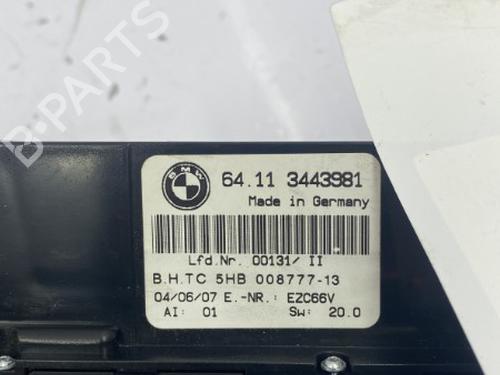 BMW
64.11 3443981
Made in Germany
Lfd.Nr. 00131/ II
B.H.TC 5HB 008777-13
04/06/07 E.-NR.: EZC66V
AI: 01 Sw: 20.0